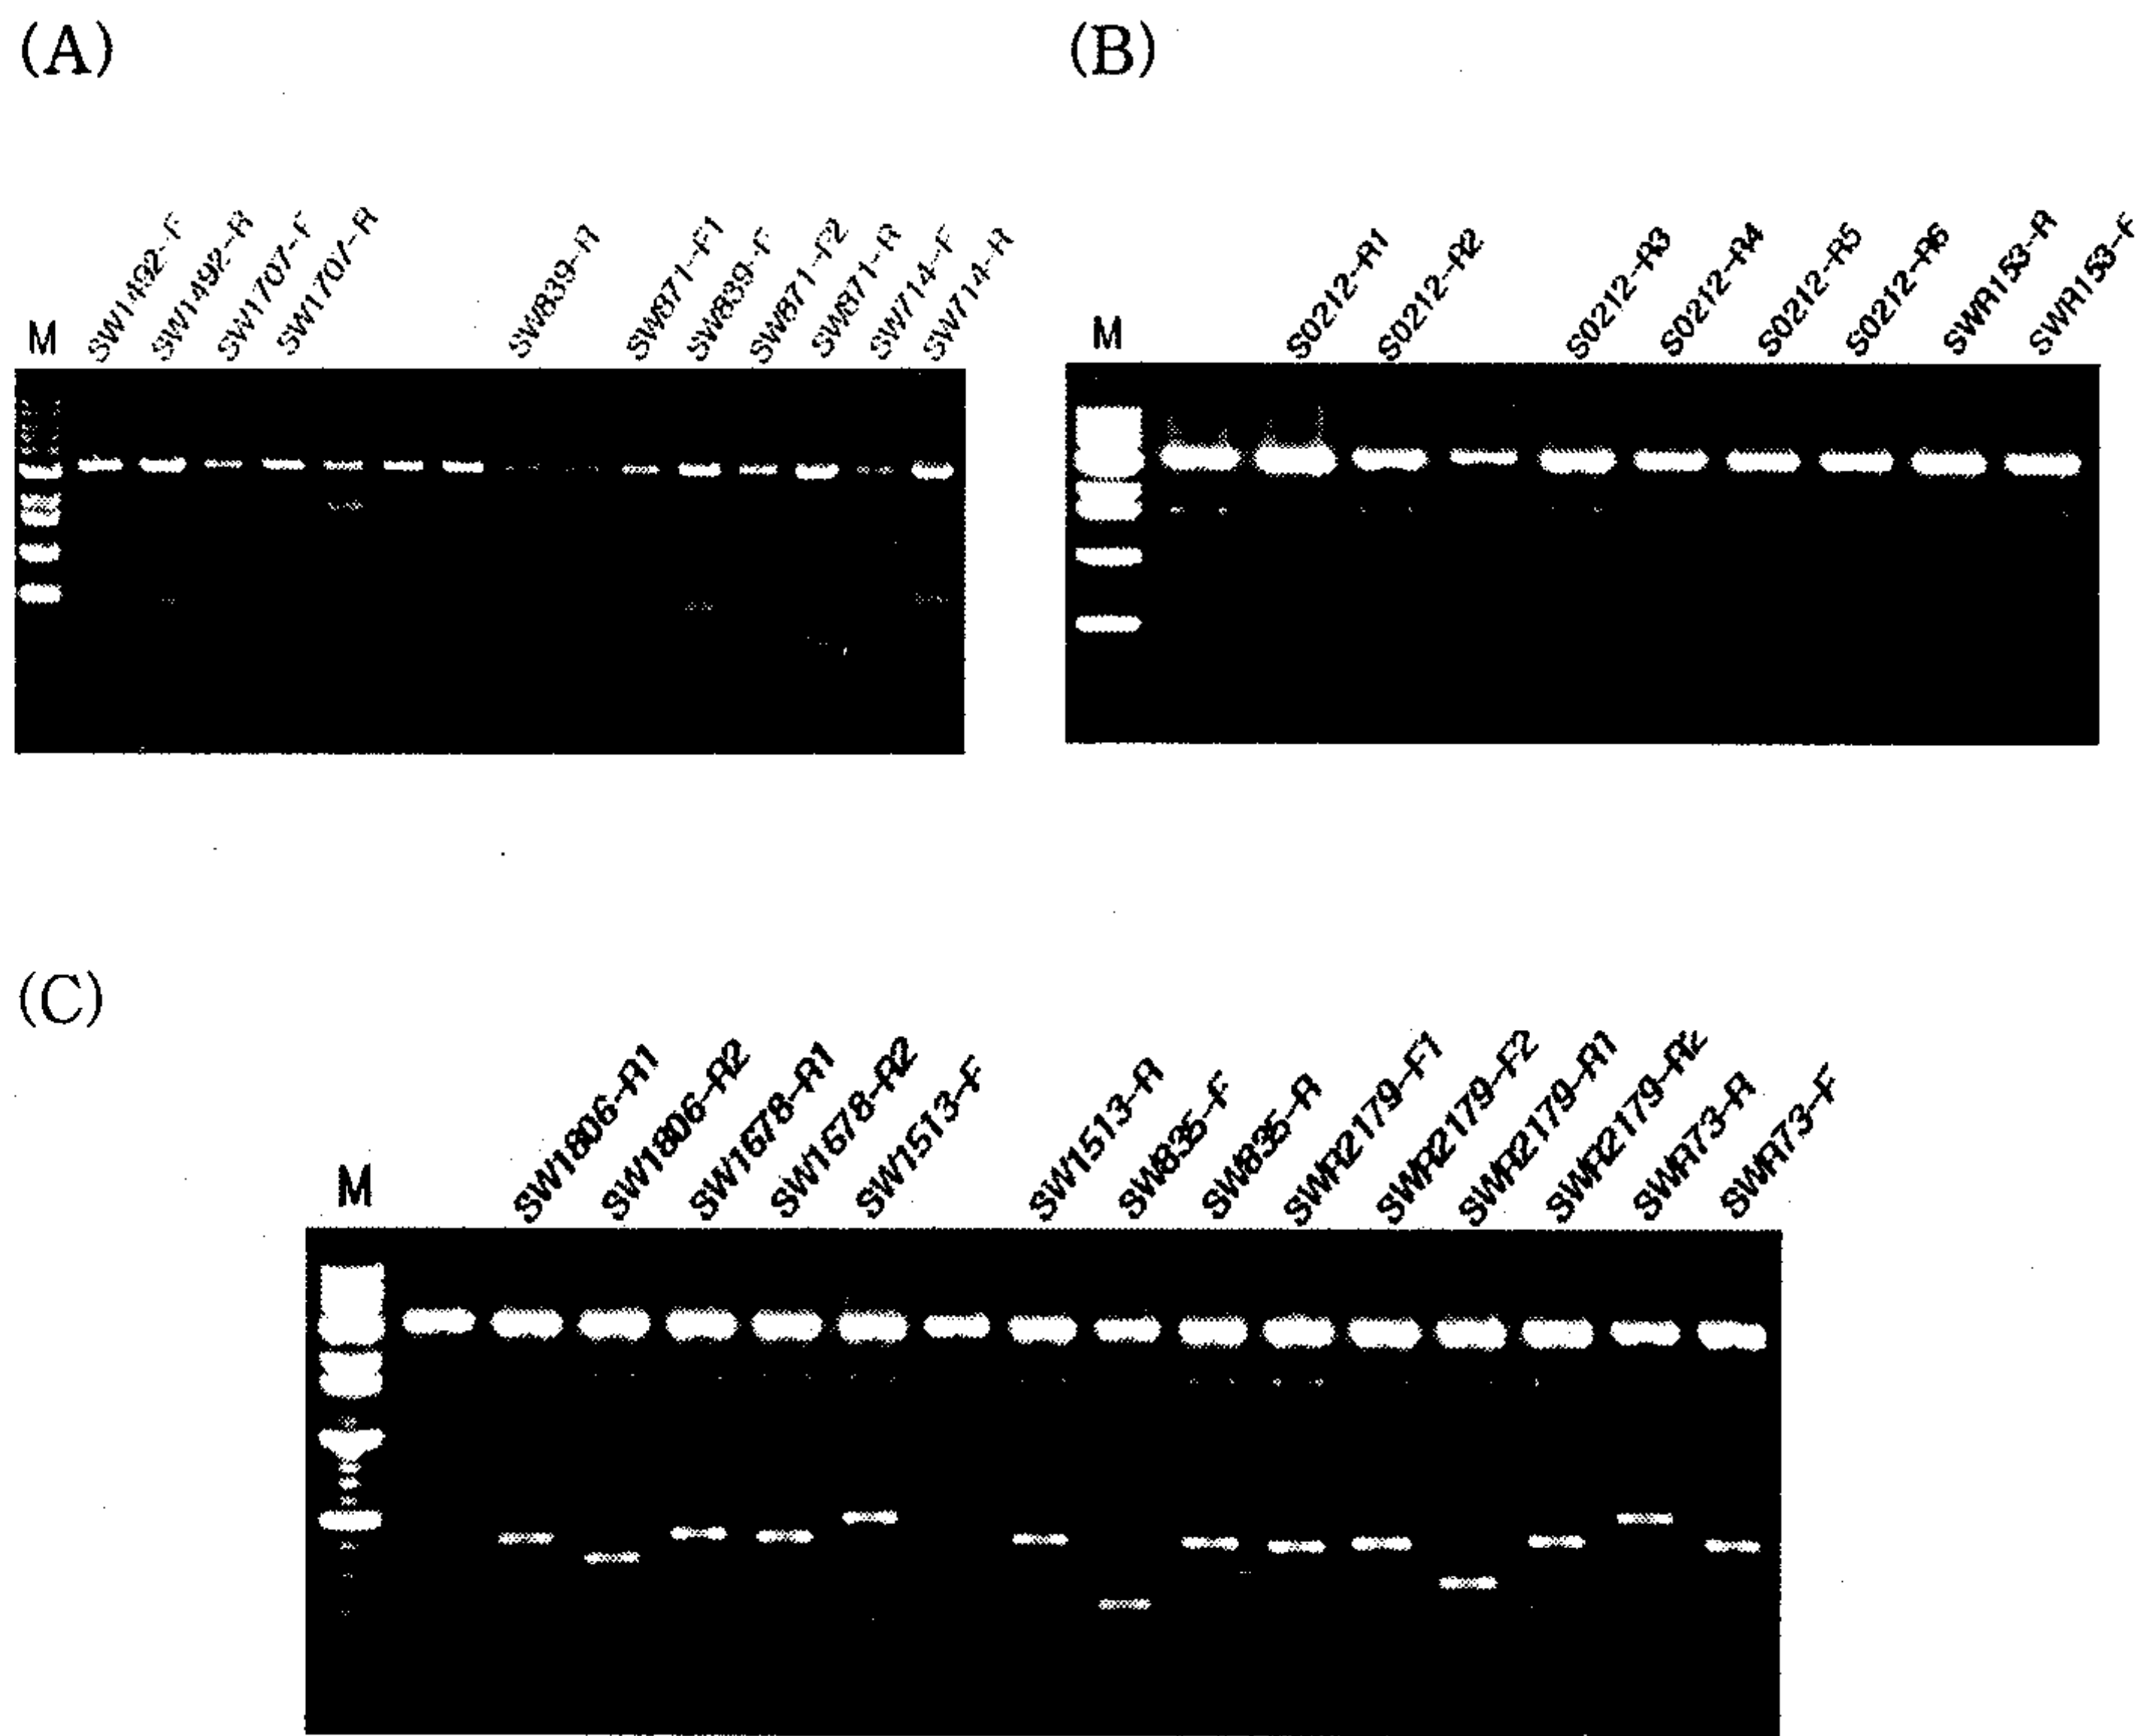 (A)
M SW1492-F SW1492-R SW1707-F SW1707-R SW839-R SW871-F1 SW839-F SW871-F2 SW871-R SW714-F SW714-R
(B)
M S0212-R1 S0212-R2 S0212-R3 S0212-R4 S0212-R5 S0212-R6 SWR153-R SWR153-F
(C)
M SW1806-R1 SW1806-R2 SW1678-R1 SW1678-R2 SW1513-F SW1513-R SW835-F SW835-R SWR2179-F1 SWR2179-F2 SWR2179-R1 SWR2179-R2 SWR73-R SWR73-F